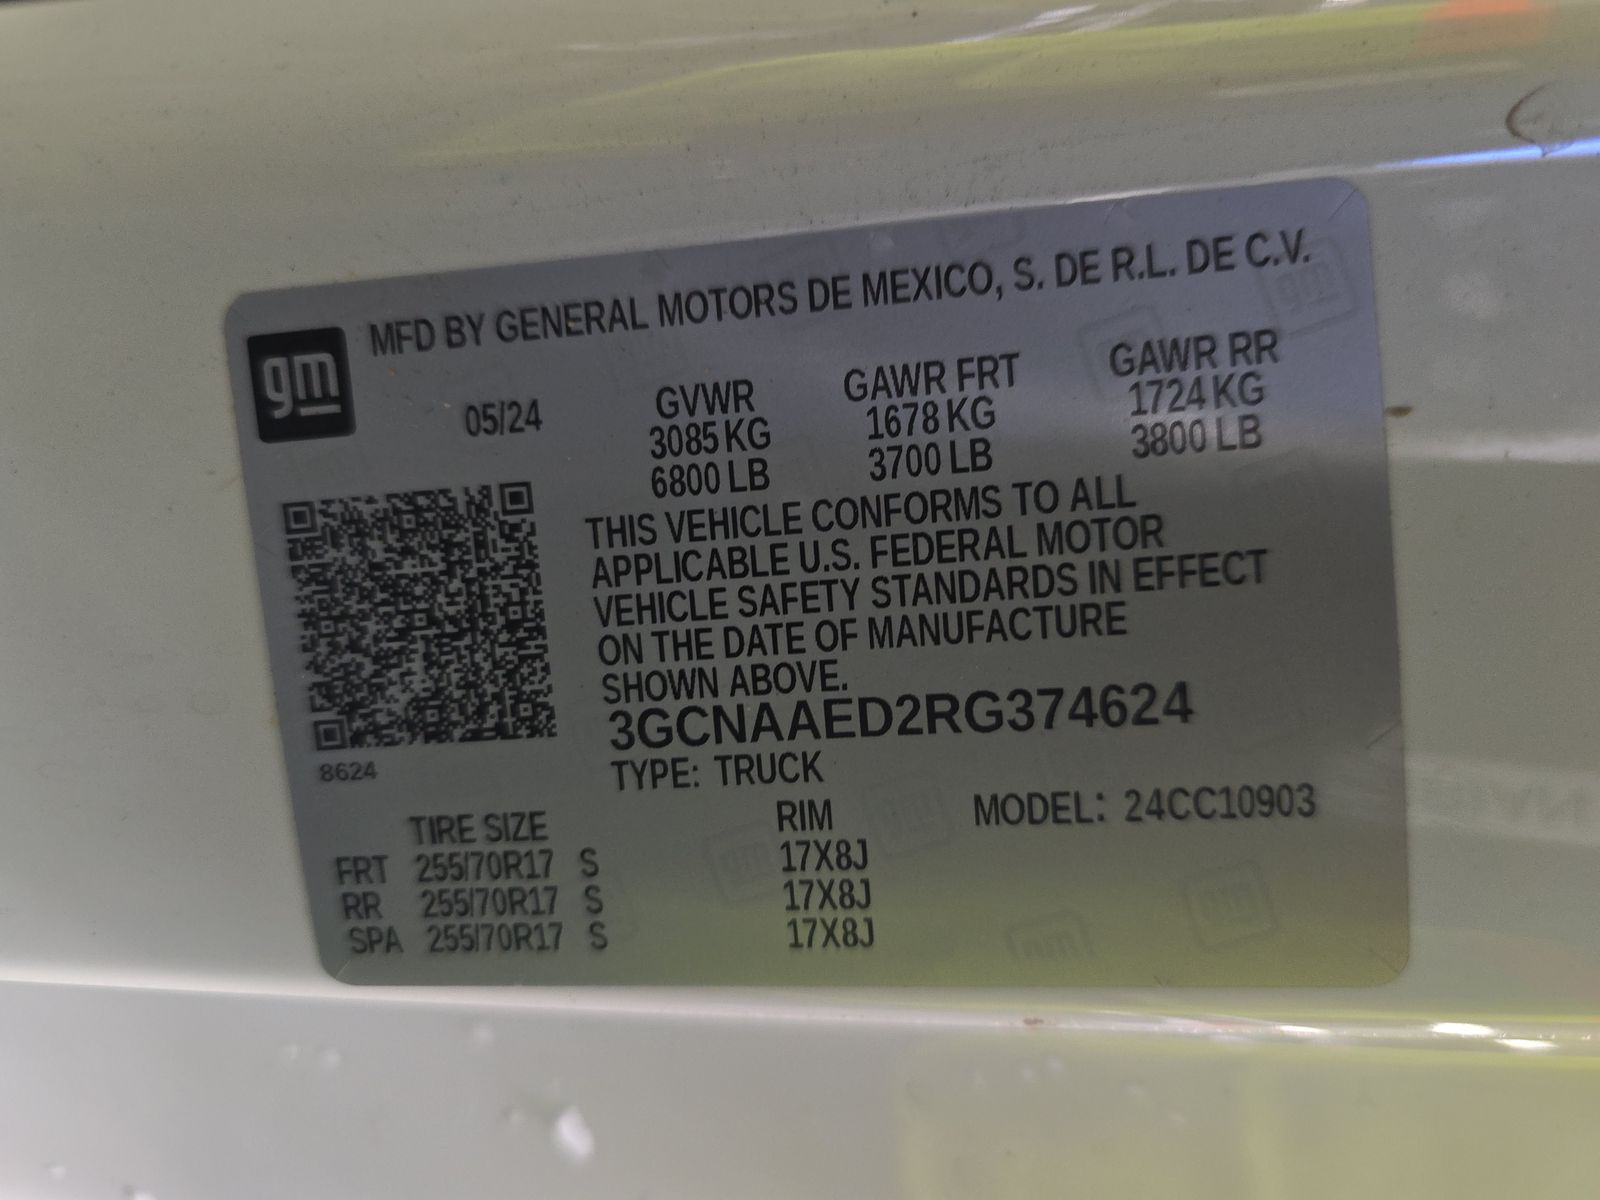 MFD BY GENERAL MOTORS DE MEXICO, S. DE R.L. DE C.V.
gm
05/24
GVWR
3085 KG
6800 LB
GAWR FRT
1678 KG
3700 LB
GAWR RR
1724 KG
3800 LB
THIS VEHICLE CONFORMS TO ALL
APPLICABLE U.S. FEDERAL MOTOR
VEHICLE SAFETY STANDARDS IN EFFECT
ON THE DATE OF MANUFACTURE
SHOWN ABOVE.
3GCNAAED2RG374624
8624
TYPE: TRUCK
TIRE SIZE RIM MODEL: 24CC10903
FRT 255/70R17 S 17X8J
RR 255/70R17 S 17X8J
SPA 255/70R17 S 17X8J